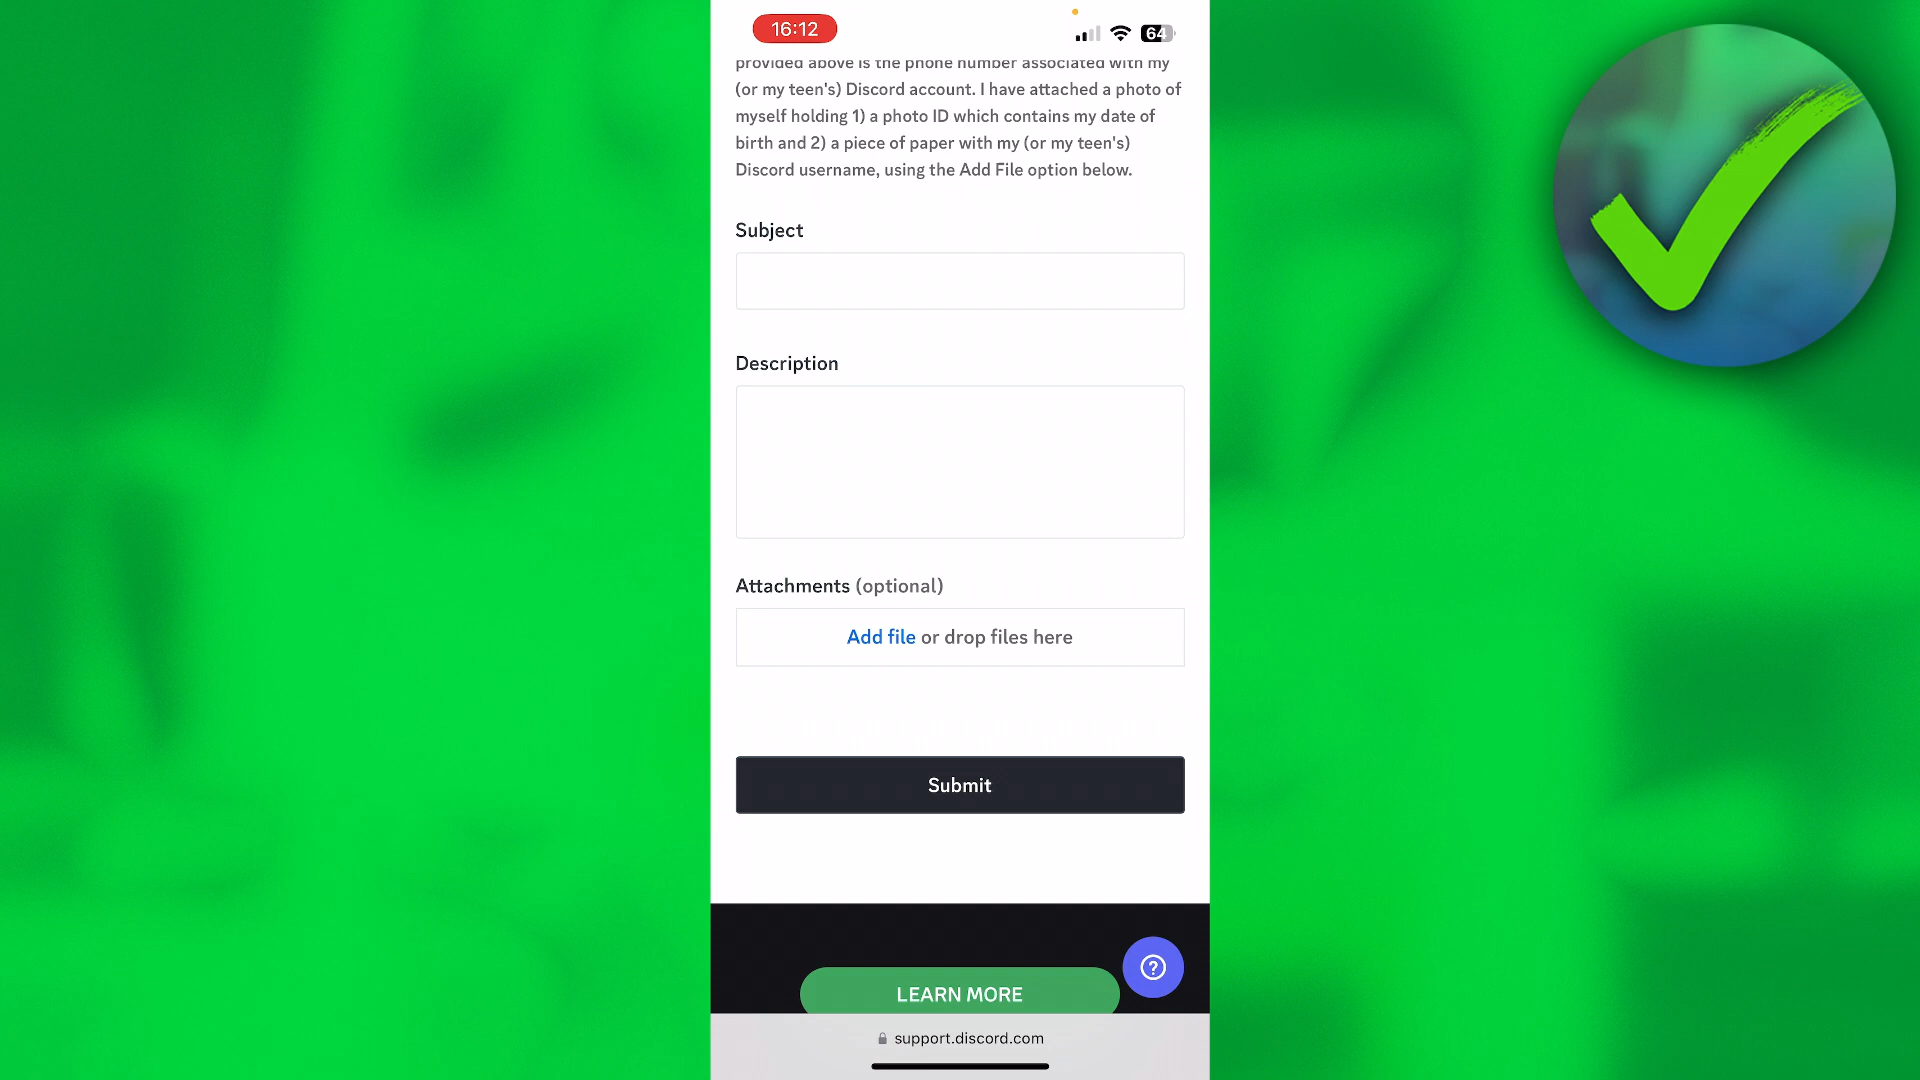 16:12
64
provided above is the phone number associated with my
(or my teen's) Discord account. I have attached a photo of
myself holding 1) a photo ID which contains my date of
birth and 2) a piece of paper with my (or my teen's)
Discord username, using the Add File option below.
Subject
Description
Attachments (optional)
Add file or drop files here
Submit
LEARN MORE
?
support.discord.com